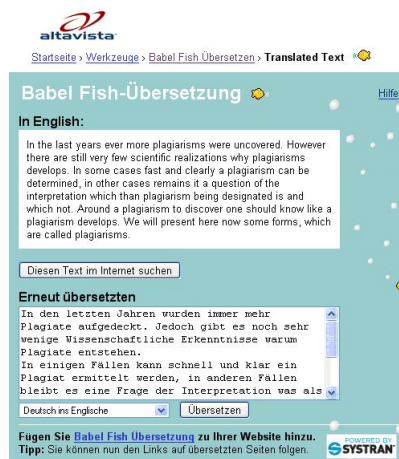 altavista
Startseite › Werkzeuge › Babel Fish Übersetzen › Translated Text
Babel Fish-Übersetzung
Hilfe
In English:
In the last years ever more plagiarisms were uncovered. However
there are still very few scientific realizations why plagiarisms
develops. In some cases fast and clearly a plagiarism can be
determined, in other cases remains it a question of the
interpretation which than plagiarism being designated is and
which not. Around a plagiarism to discover one should know like a
plagiarism develops. We will present here now some forms, which
are called plagiarisms.
Diesen Text im Internet suchen
Erneut übersetzten
In den letzten Jahren wurden immer mehr
Plagiate aufgedeckt. Jedoch gibt es noch sehr
wenige Wissenschaftliche Erkenntnisse warum
Plagiate entstehen.
In einigen Fällen kann schnell und klar ein
Plagiat ermittelt werden, in anderen Fällen
bleibt es eine Frage der Interpretation was als
Deutsch ins Englische
Übersetzen
Fügen Sie Babel Fish Übersetzung zu Ihrer Website hinzu.
Tipp: Sie können nun den Links auf übersetzten Seiten folgen.
POWERED BY
SYSTRAN